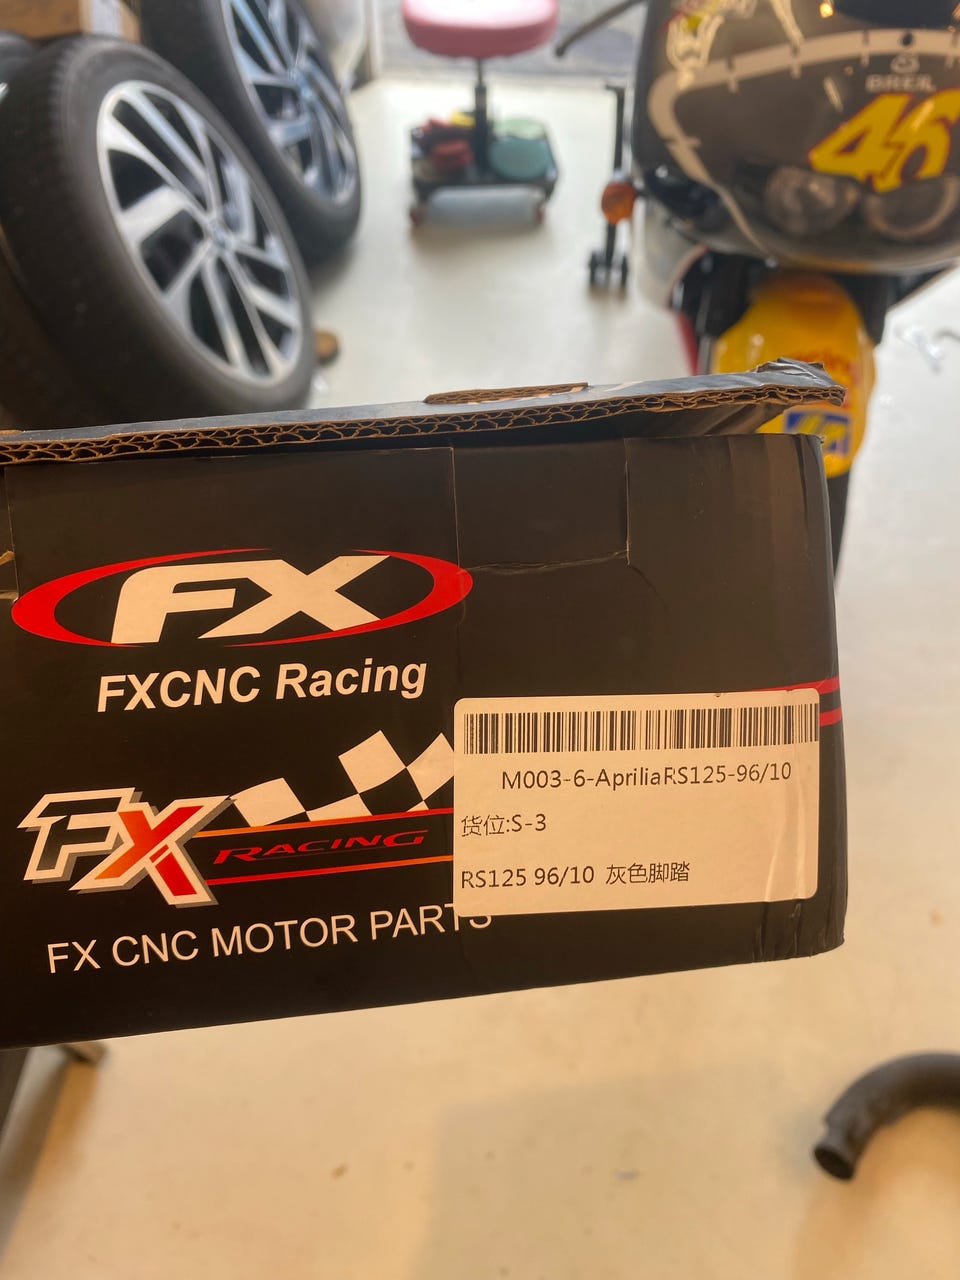 BREIL
46
FX
FXCNC Racing
M003-6-ApriliaRS125-96/10
货位:S-3
RS125 96/10 灰色脚踏
FX
RACING
FX CNC MOTOR PARTS